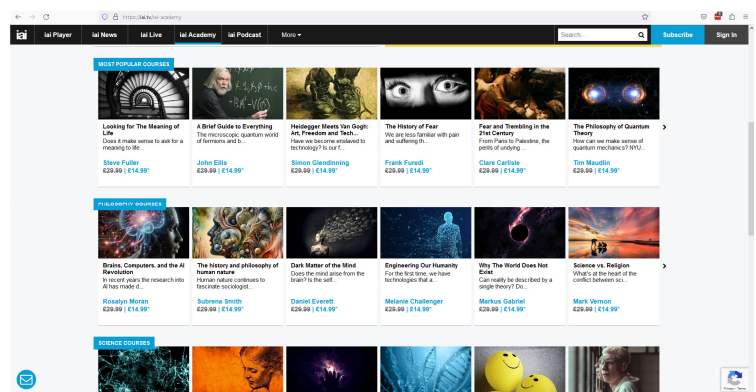 https://iai.tv/iai-academy
iai
iai Player
iai News
iai Live
iai Academy
iai Podcast
More
Search...
Subscribe
Sign In
MOST POPULAR COURSES
Looking for The Meaning of
Life
Does it make sense to ask for a
meaning to life...
Steve Fuller
£29.99 | £14.99*
A Brief Guide to Everything
The microscopic quantum world
of fermions and b...
John Ellis
£29.99 | £14.99*
Heidegger Meets Van Gogh:
Art, Freedom and Tech...
Have we become enslaved to
technology? Is our f...
Simon Glendinning
£29.99 | £14.99*
The History of Fear
We are less familiar with pain
and suffering th...
Frank Furedi
£29.99 | £14.99*
Fear and Trembling in the
21st Century
From Paris to Palestine, the
perils of undying ...
Clare Carlisle
£29.99 | £14.99*
The Philosophy of Quantum
Theory
How can we make sense of
quantum mechanics? NYU...
Tim Maudlin
£29.99 | £14.99*
PHILOSOPHY COURSES
Brains, Computers, and the AI
Revolution
In recent years the research into
AI has made d...
Rosalyn Moran
£29.99 | £14.99*
The history and philosophy of
human nature
Human nature continues to
fascinate sociologist...
Subrena Smith
£29.99 | £14.99*
Dark Matter of the Mind
Does the mind arise from the
brain? Is the self...
Daniel Everett
£29.99 | £14.99*
Engineering Our Humanity
For the first time, we have
technologies that a...
Melanie Challenger
£29.99 | £14.99*
Why The World Does Not
Exist
Can reality be described by a
single theory? Do...
Markus Gabriel
£29.99 | £14.99*
Science vs. Religion
What's at the heart of the
conflict between sci...
Mark Vernon
£29.99 | £14.99*
SCIENCE COURSES
Privacy - Terms